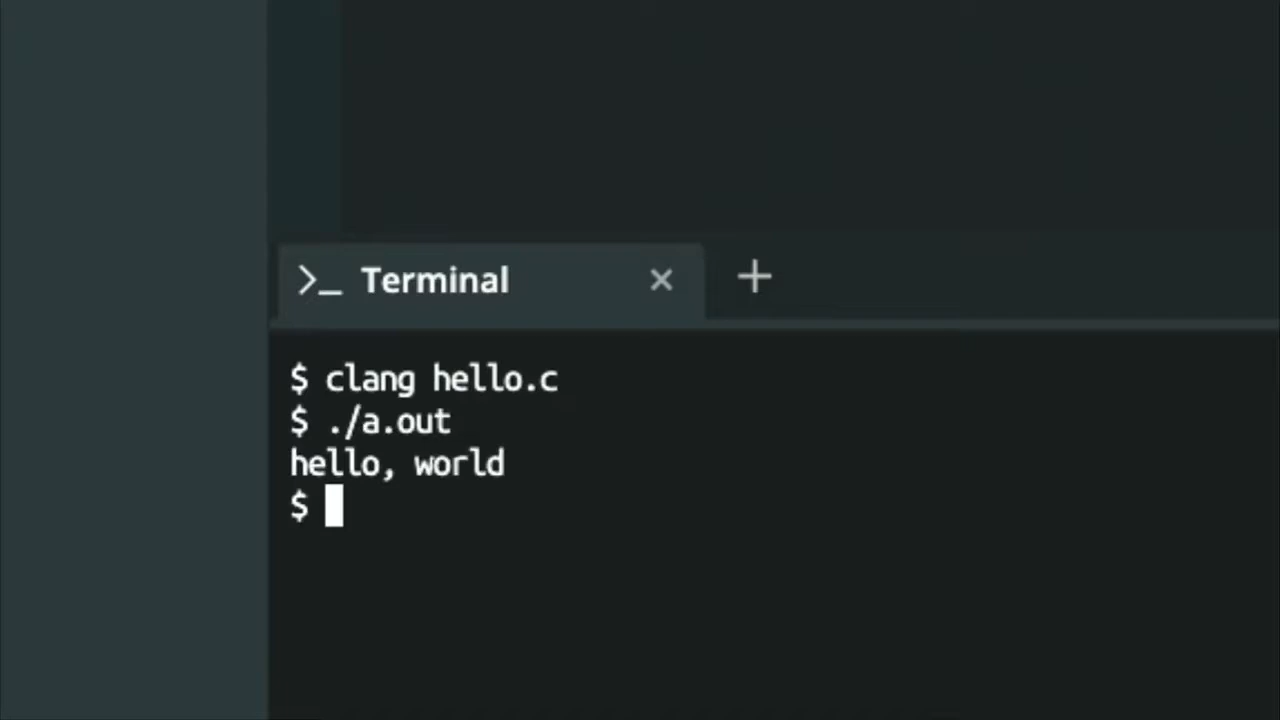 >_ Terminal × +
$ clang hello.c
$ ./a.out
hello, world
$